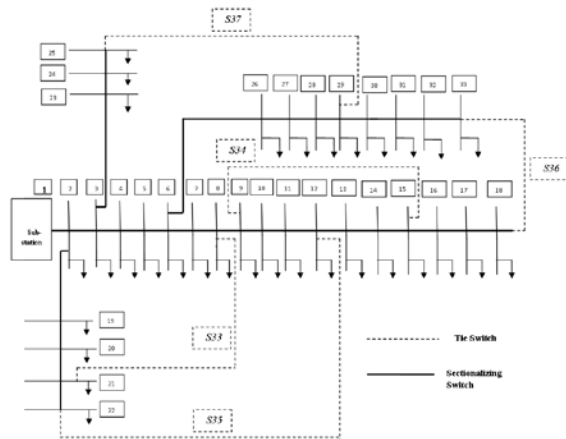 S37
25
24
23
26 27 28 29 30 31 32 33
S34
S36
1 2 3 4 5 6 7 8 9 10 11 12 13 14 15 16 17 18
Sub-
station
19
20
21
22
S33
S35
Tie Switch
Sectionalizing
Switch